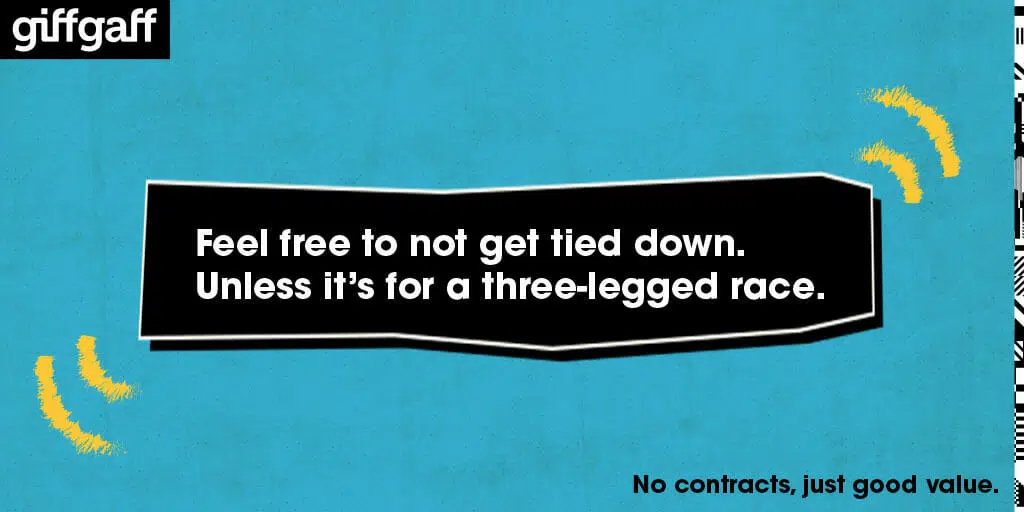 giffgaff
Feel free to not get tied down.
Unless it’s for a three-legged race.
No contracts, just good value.